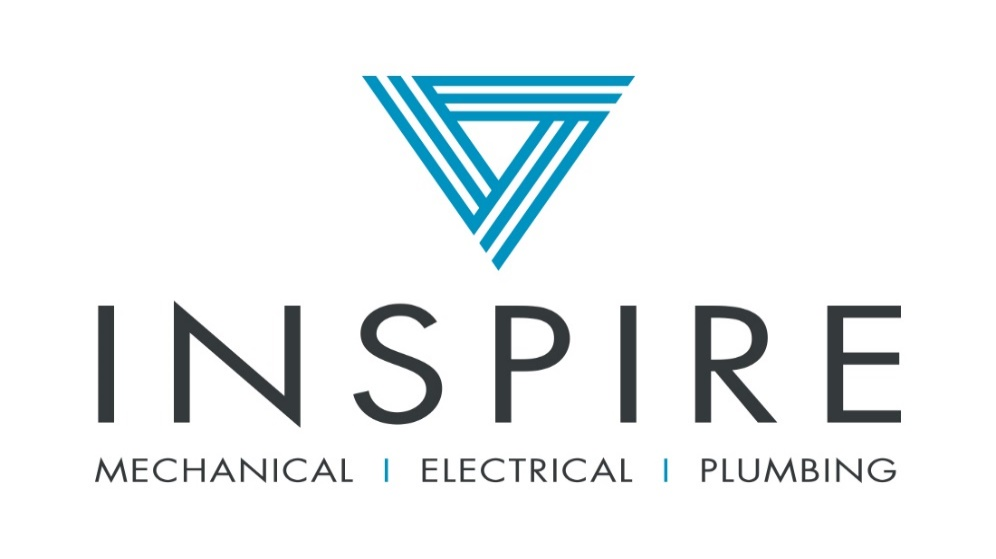 INSPIRE
MECHANICAL | ELECTRICAL | PLUMBING